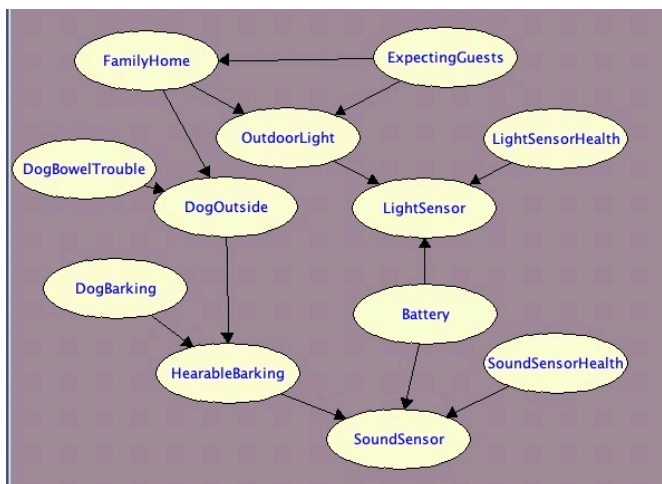 FamilyHome
ExpectingGuests
OutdoorLight
LightSensorHealth
DogBowelTrouble
DogOutside
LightSensor
DogBarking
Battery
HearableBarking
SoundSensorHealth
SoundSensor